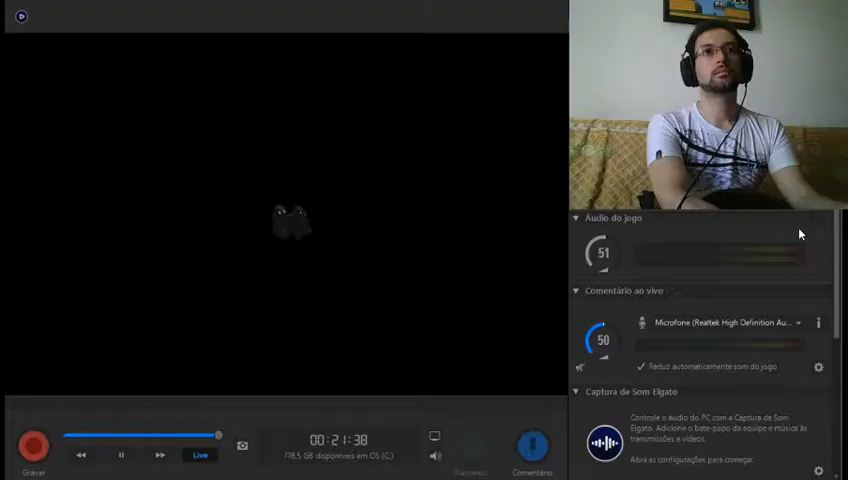 Áudio do jogo
51
Comentário ao vivo
Microfone (Realtek High Definition Au...
50
Reduz automaticamente som do jogo
Captura de Som Elgato
Controle o áudio do PC com a Captura de Som
Elgato. Adicione o bate-papo da equipe e música às
transmissões e vídeos.
Abra as configurações para começar.
00:21:38
718.5 GB disponíveis em OS (C:)
Live
Gravar
Comentário